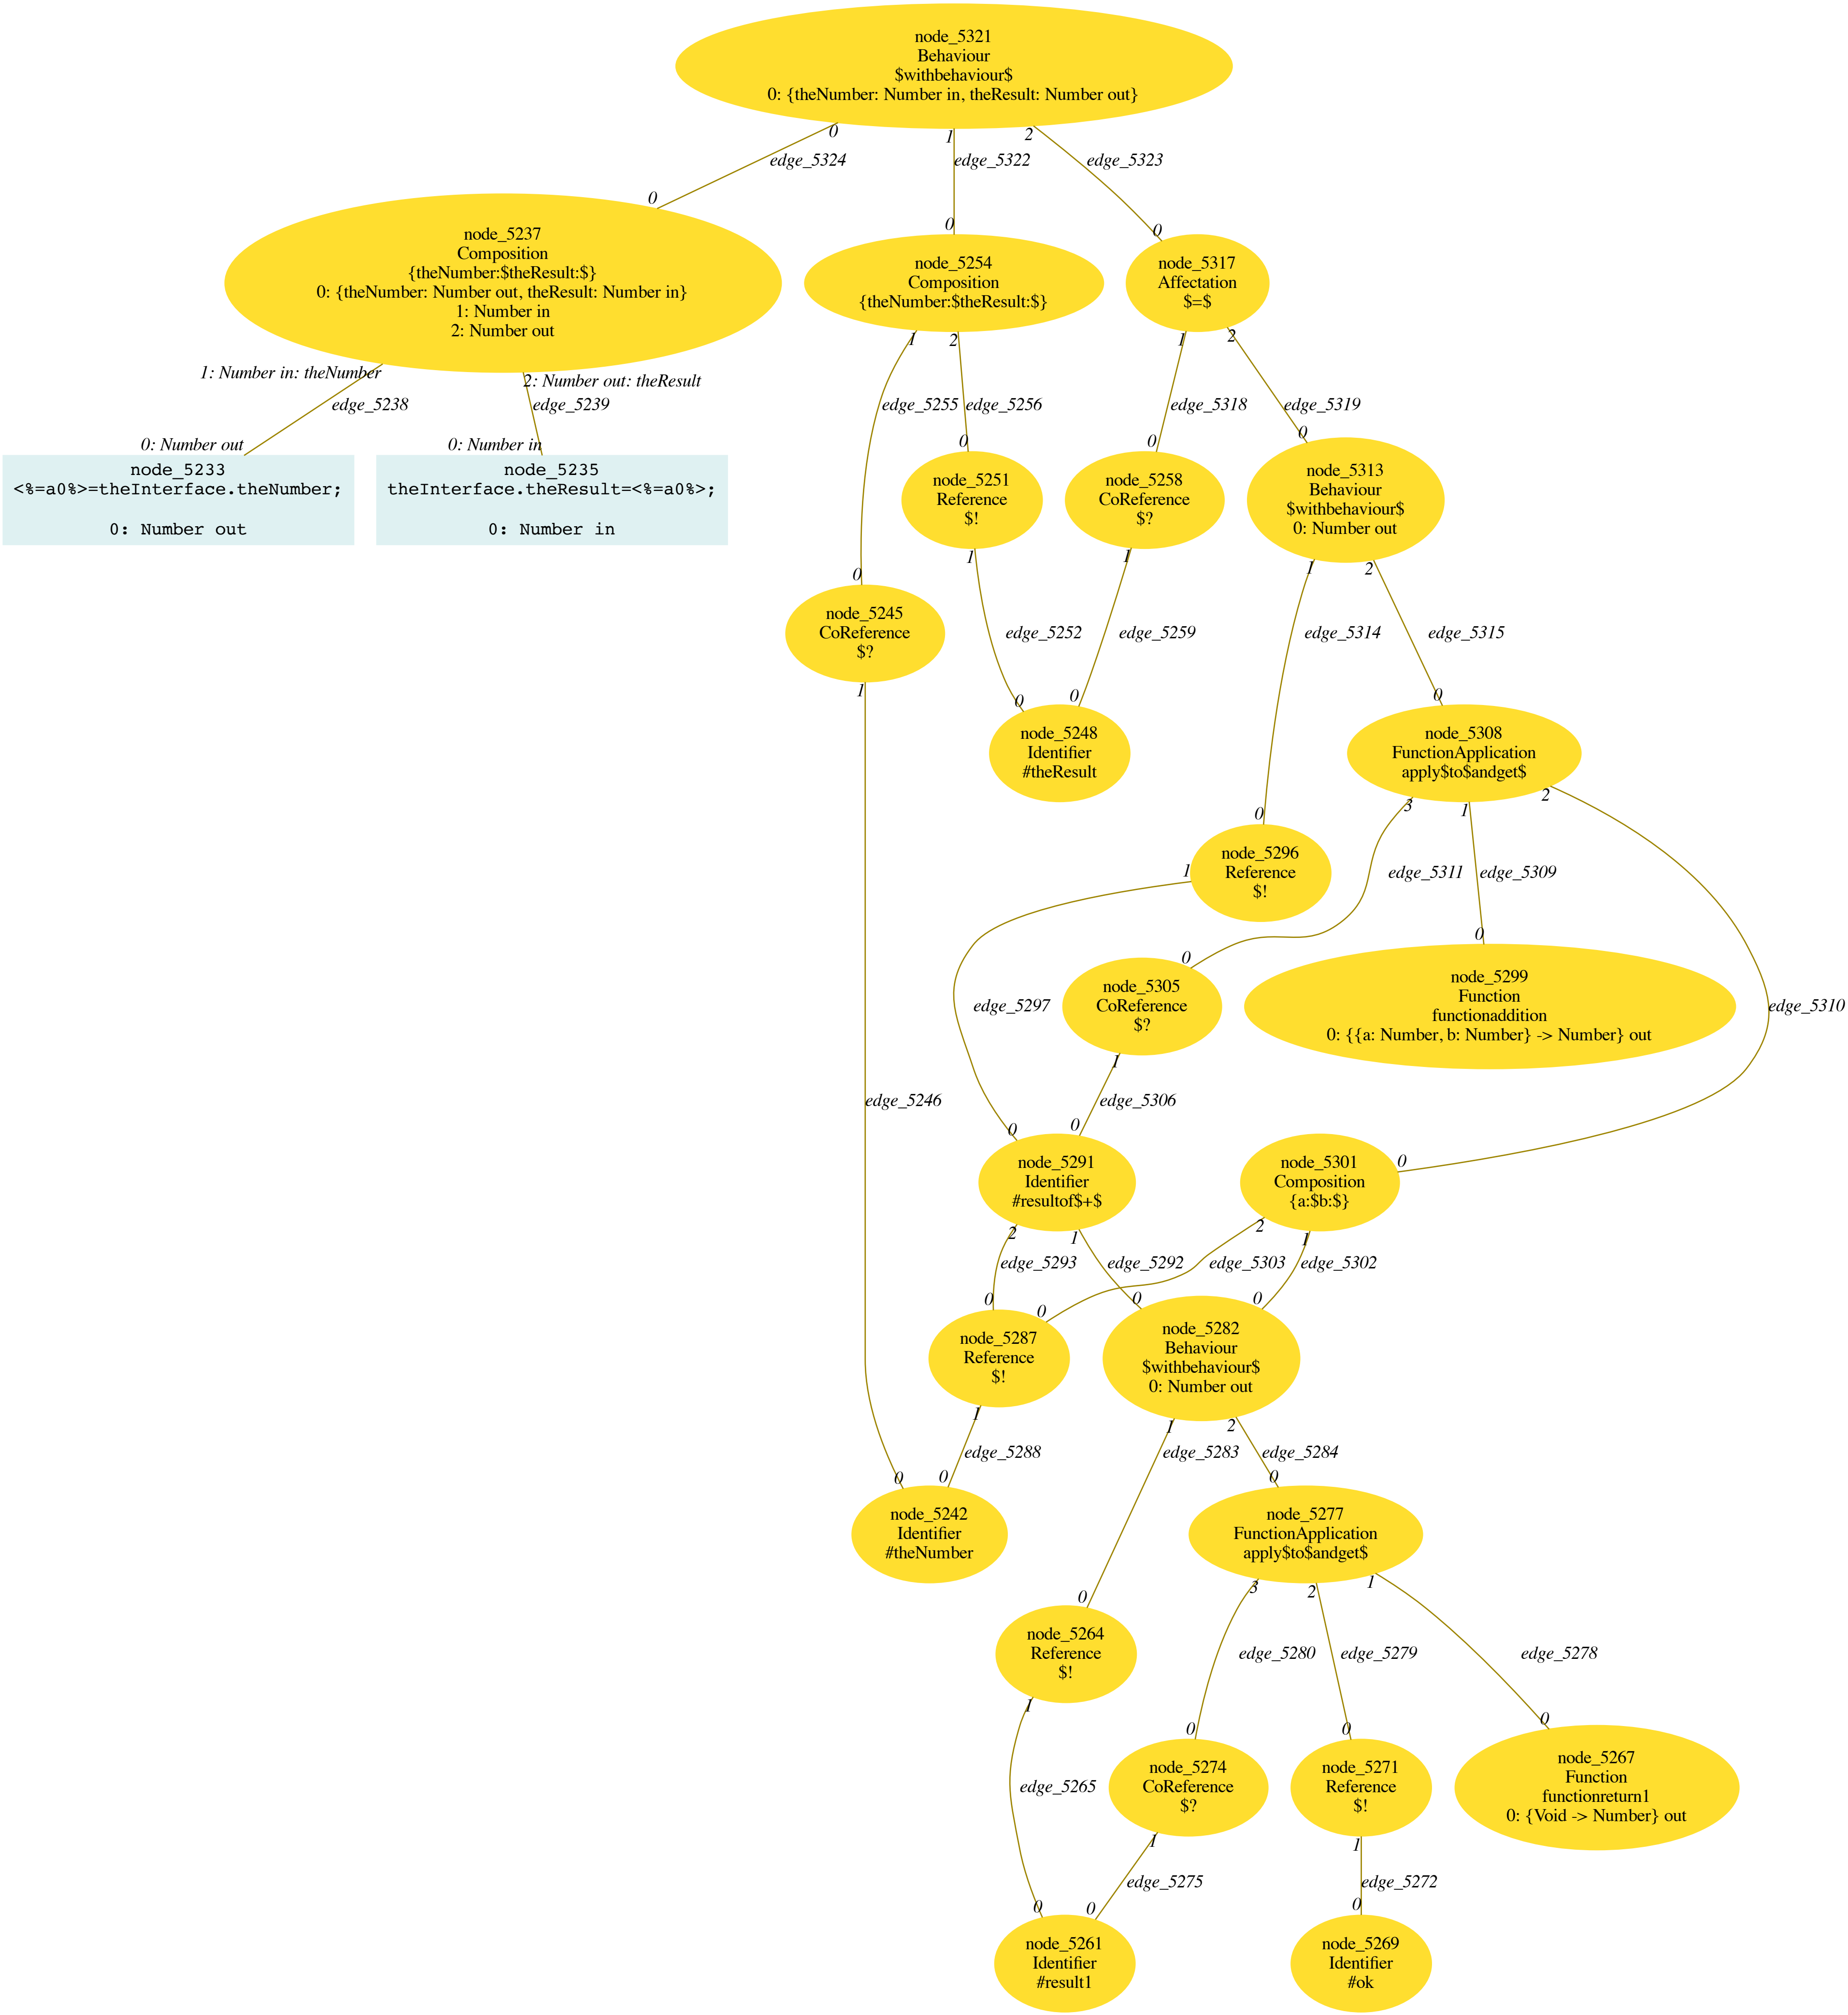 node_5321
Behaviour
$withbehaviour$
0: {theNumber: Number in, theResult: Number out}
0
1
2
edge_5324
edge_5322
edge_5323
0
0
0
node_5237
Composition
{theNumber:$theResult:$}
0: {theNumber: Number out, theResult: Number in}
1: Number in
2: Number out
node_5254
Composition
{theNumber:$theResult:$}
node_5317
Affectation
$=$
1: Number in: theNumber
2: Number out: theResult
1
2
1
2
edge_5238
edge_5239
edge_5255
edge_5256
edge_5318
edge_5319
0: Number out
0: Number in
0
0
0
node_5233
<%=a0%>=theInterface.theNumber;
0: Number out
node_5235
theInterface.theResult=<%=a0%>;
0: Number in
node_5251
Reference
$!
node_5258
CoReference
$?
node_5313
Behaviour
$withbehaviour$
0: Number out
1
1
1
2
0
node_5245
CoReference
$?
edge_5252
edge_5259
edge_5314
edge_5315
1
0
0
0
node_5248
Identifier
#theResult
node_5308
FunctionApplication
apply$to$andget$
3
1
2
0
node_5296
Reference
$!
1
edge_5311
edge_5309
0
0
node_5305
CoReference
$?
node_5299
Function
functionaddition
0: {{a: Number, b: Number} -> Number} out
edge_5297
edge_5310
1
edge_5246
edge_5306
0
0
0
node_5291
Identifier
#resultof$+$
node_5301
Composition
{a:$b:$}
2
1
2
1
edge_5293
edge_5292
edge_5303
edge_5302
0
0
0
0
node_5287
Reference
$!
node_5282
Behaviour
$withbehaviour$
0: Number out
1
1
2
edge_5288
edge_5283
edge_5284
0
0
0
node_5242
Identifier
#theNumber
node_5277
FunctionApplication
apply$to$andget$
3
2
1
0
node_5264
Reference
$!
1
edge_5280
edge_5279
edge_5278
0
0
0
node_5274
CoReference
$?
node_5271
Reference
$!
node_5267
Function
functionreturn1
0: {Void -> Number} out
edge_5265
1
1
edge_5275
edge_5272
0
0
0
node_5261
Identifier
#result1
node_5269
Identifier
#ok